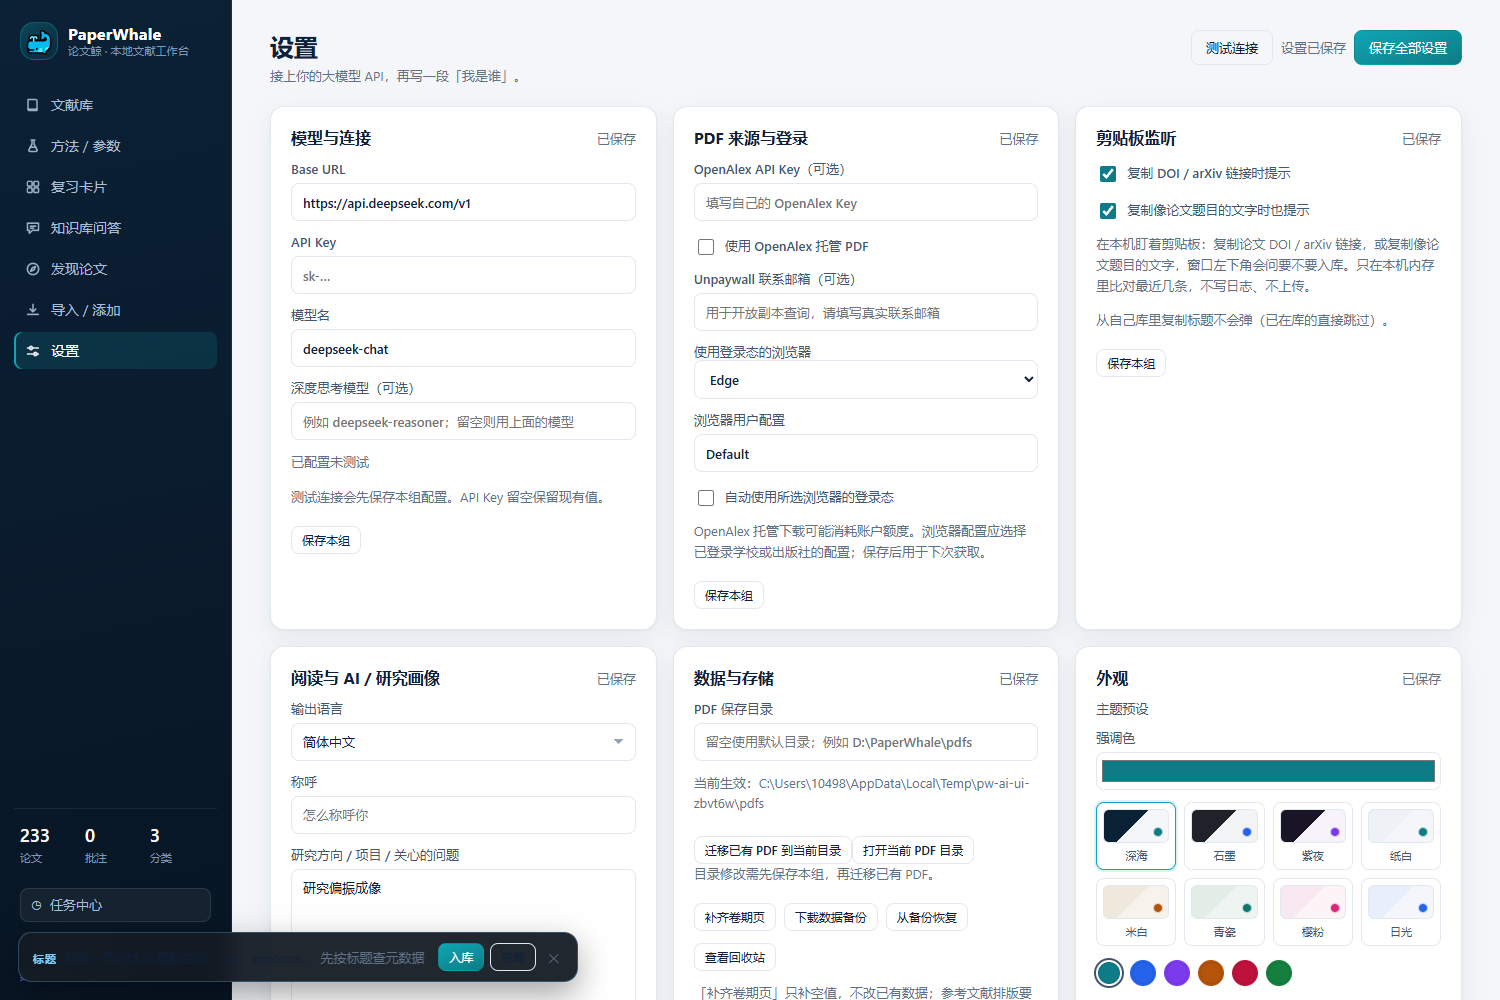 PaperWhale
论文鲸 · 本地文献工作台
文献库
方法 / 参数
复习卡片
知识库问答
发现论文
导入 / 添加
设置
233
0
3
论文
批注
分类
任务中心
设置
接上你的大模型 API，再写一段「我是谁」。
测试连接
设置已保存
保存全部设置
模型与连接
已保存
Base URL
https://api.deepseek.com/v1
API Key
sk-...
模型名
deepseek-chat
深度思考模型（可选）
例如 deepseek-reasoner；留空则用上面的模型
已配置未测试
测试连接会先保存本组配置。API Key 留空保留现有值。
保存本组
PDF 来源与登录
已保存
OpenAlex API Key（可选）
填写自己的 OpenAlex Key
使用 OpenAlex 托管 PDF
Unpaywall 联系邮箱（可选）
用于开放副本查询，请填写真实联系邮箱
使用登录态的浏览器
Edge
浏览器用户配置
Default
自动使用所选浏览器的登录态
OpenAlex 托管下载可能消耗账户额度。浏览器配置应选择
已登录学校或出版社的配置；保存后用于下次获取。
保存本组
剪贴板监听
已保存
复制 DOI / arXiv 链接时提示
复制像论文题目的文字时也提示
在本机盯着剪贴板：复制论文 DOI / arXiv 链接，或复制像论
文题目的文字，窗口左下角会问要不要入库。只在本机内存
里比对最近几条，不写日志、不上传。
从自己库里复制标题不会弹（已在库的直接跳过）。
保存本组
阅读与 AI / 研究画像
已保存
输出语言
简体中文
称呼
怎么称呼你
研究方向 / 项目 / 关心的问题
研究偏振成像
数据与存储
已保存
PDF 保存目录
留空使用默认目录；例如 D:\PaperWhale\pdfs
当前生效：C:\Users\10498\AppData\Local\Temp\pw-ai-ui-
zbvt6w\pdfs
迁移已有 PDF 到当前目录
打开当前 PDF 目录
目录修改需先保存本组，再迁移已有 PDF。
补齐卷期页
下载数据备份
从备份恢复
查看回收站
「补齐卷期页」只补空值，不改已有数据；参考文献排版要
外观
已保存
主题预设
强调色
深海
石墨
紫夜
纸白
米白
青瓷
樱粉
日光
标题
先按标题查元数据
入库